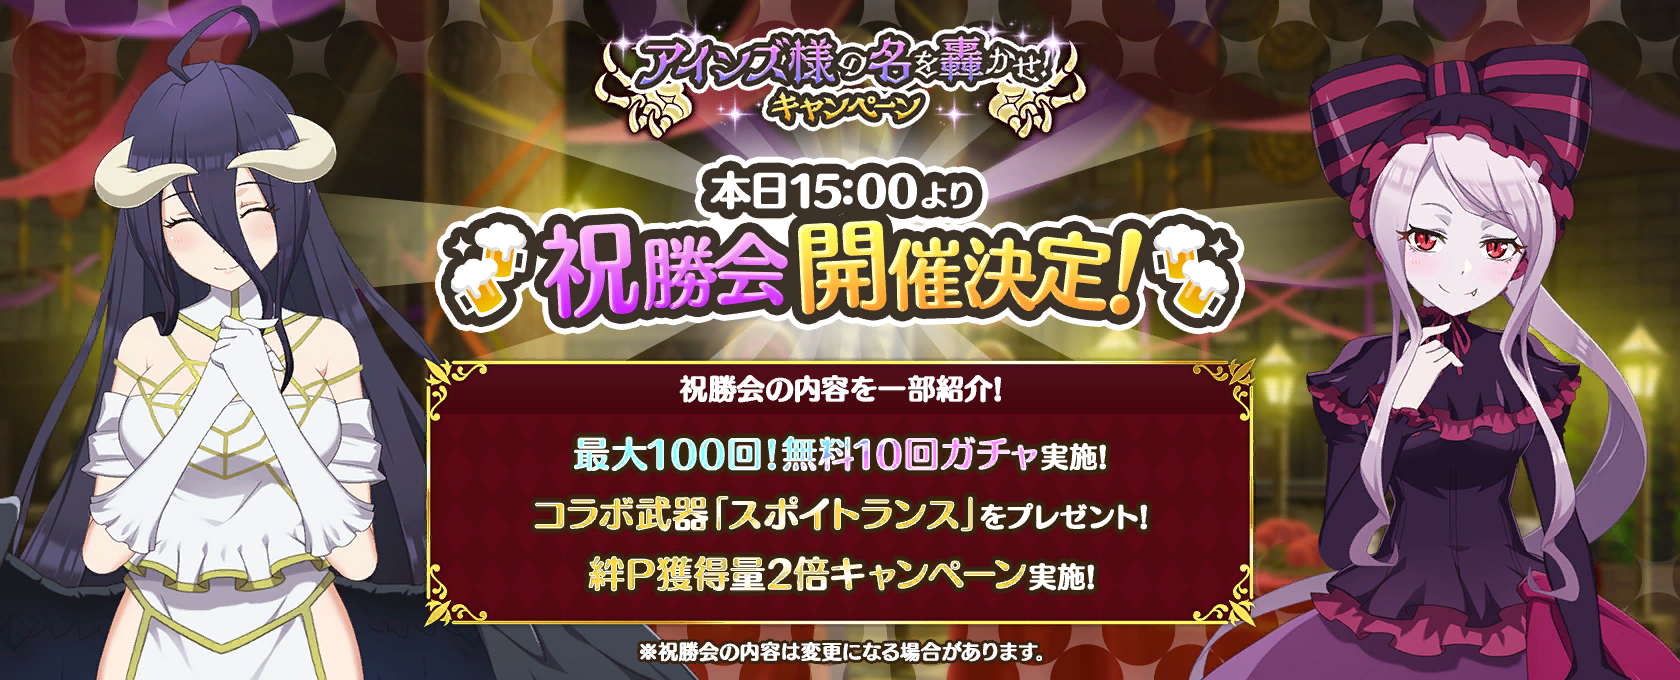 アインズ様の名を轟かせ!
キャンペーン
本日15:00より
祝勝会開催決定!
祝勝会の内容を一部紹介!
最大100回!無料10回ガチャ実施!
コラボ武器「スポイトランス」をプレゼント!
絆P獲得量2倍キャンペーン実施!
※祝勝会の内容は変更になる場合があります。